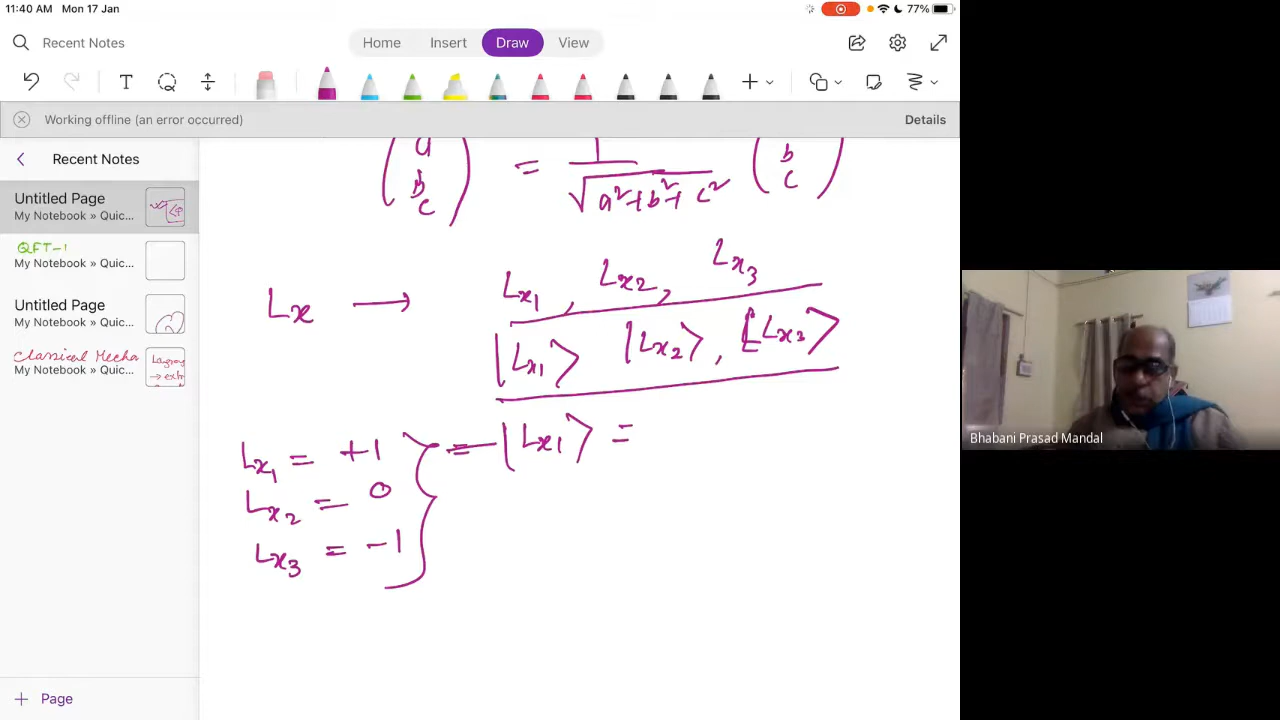 11:40 AM Mon 17 Jan 77%
Recent Notes Home Insert Draw View
Working offline (an error occurred) Details
Recent Notes
Untitled Page
My Notebook » Quic...
QFT-1
My Notebook » Quic...
Untitled Page
My Notebook » Quic...
Classical Mecha
My Notebook » Quic...
+ Page
(a b c) = 1/√(a²+b²+c²) (b c)
Lx → Lx₁, Lx₂, Lx₃
|Lx₁⟩ |Lx₂⟩, |Lx₃⟩
Lx₁ = +1 } = |Lx₁⟩ =
Lx₂ = 0
Lx₃ = -1
Bhabani Prasad Mandal